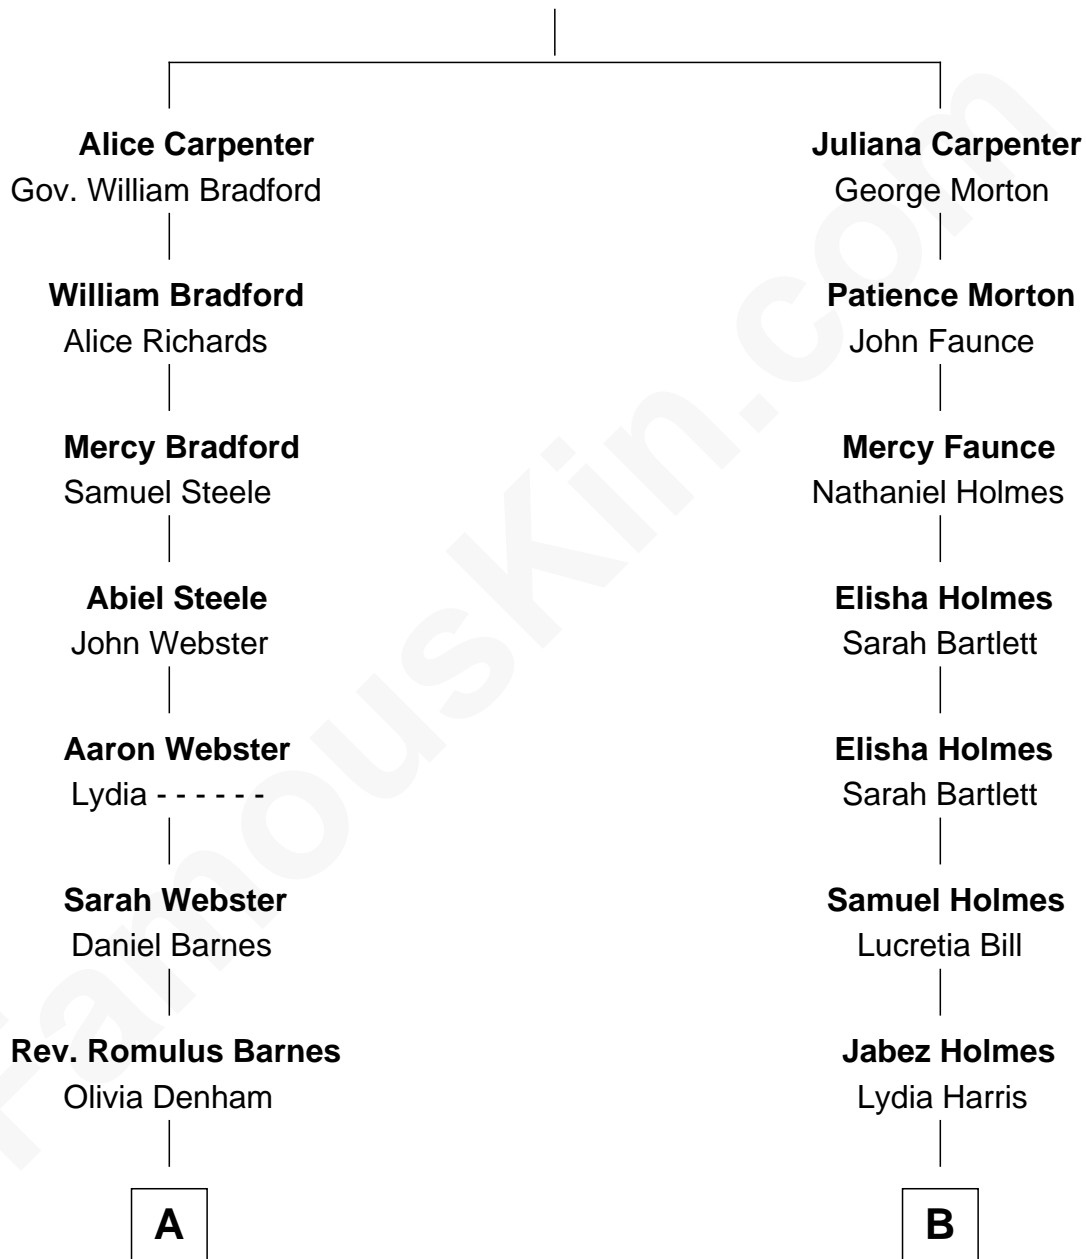 Alice Carpenter
Gov. William Bradford
William Bradford
Alice Richards
Mercy Bradford
Samuel Steele
Abiel Steele
John Webster
Aaron Webster
Lydia - - - - - -
Sarah Webster
Daniel Barnes
Rev. Romulus Barnes
Olivia Denham
A
Juliana Carpenter
George Morton
Patience Morton
John Faunce
Mercy Faunce
Nathaniel Holmes
Elisha Holmes
Sarah Bartlett
Elisha Holmes
Sarah Bartlett
Samuel Holmes
Lucretia Bill
Jabez Holmes
Lydia Harris
B
FamousKin.com